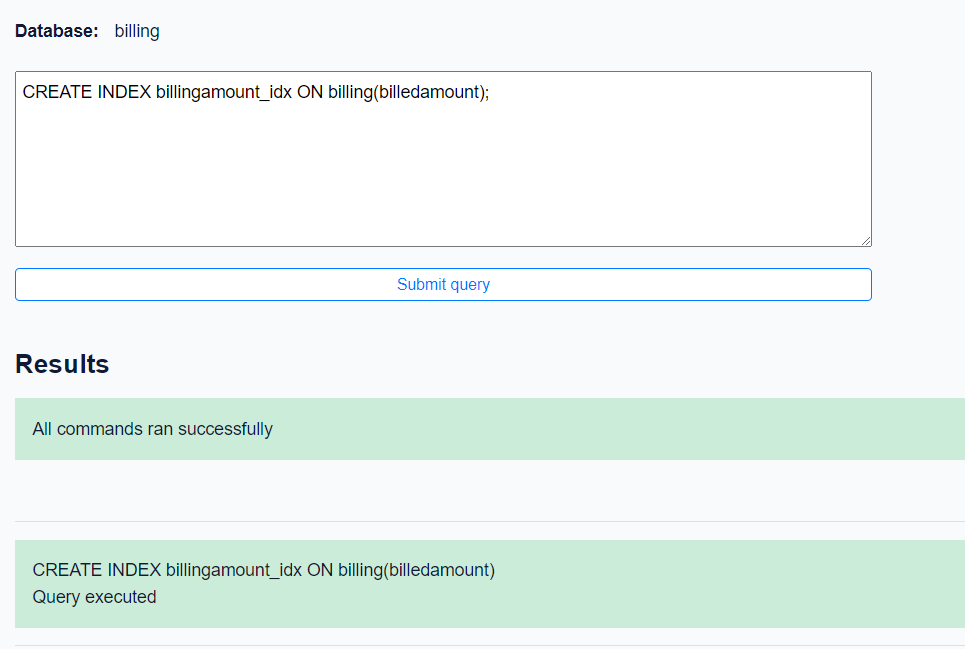 Database: billing
CREATE INDEX billingamount_idx ON billing(billedamount);
Submit query
Results
All commands ran successfully
CREATE INDEX billingamount_idx ON billing(billedamount)
Query executed